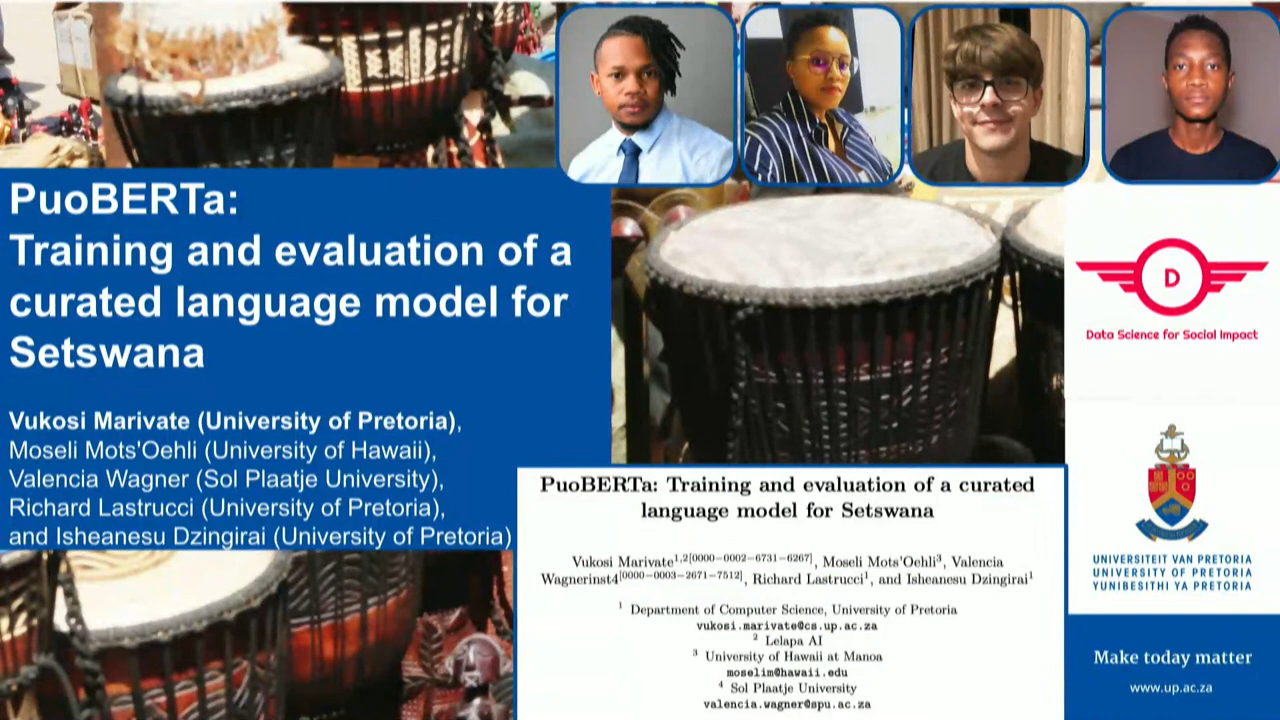 PuoBERTa:
Training and evaluation of a
curated language model for
Setswana
Vukosi Marivate (University of Pretoria),
Moseli Mots'Oehli (University of Hawaii),
Valencia Wagner (Sol Plaatje University),
Richard Lastrucci (University of Pretoria),
and Isheanesu Dzingirai (University of Pretoria)
PuoBERTa: Training and evaluation of a curated
language model for Setswana
Vukosi Marivate1,2[0000−0002−6731−6267], Moseli Mots'Oehli3, Valencia
Wagnerinst4[0000−0003−2671−7512], Richard Lastrucci1, and Isheanesu Dzingirai1
1 Department of Computer Science, University of Pretoria
vukosi.marivate@cs.up.ac.za
2 Lelapa AI
3 University of Hawaii at Manoa
moselim@hawaii.edu
4 Sol Plaatje University
valencia.wagner@spu.ac.za
D
Data Science for Social Impact
UNIVERSITEIT VAN PRETORIA
UNIVERSITY OF PRETORIA
YUNIBESITHI YA PRETORIA
Make today matter
www.up.ac.za